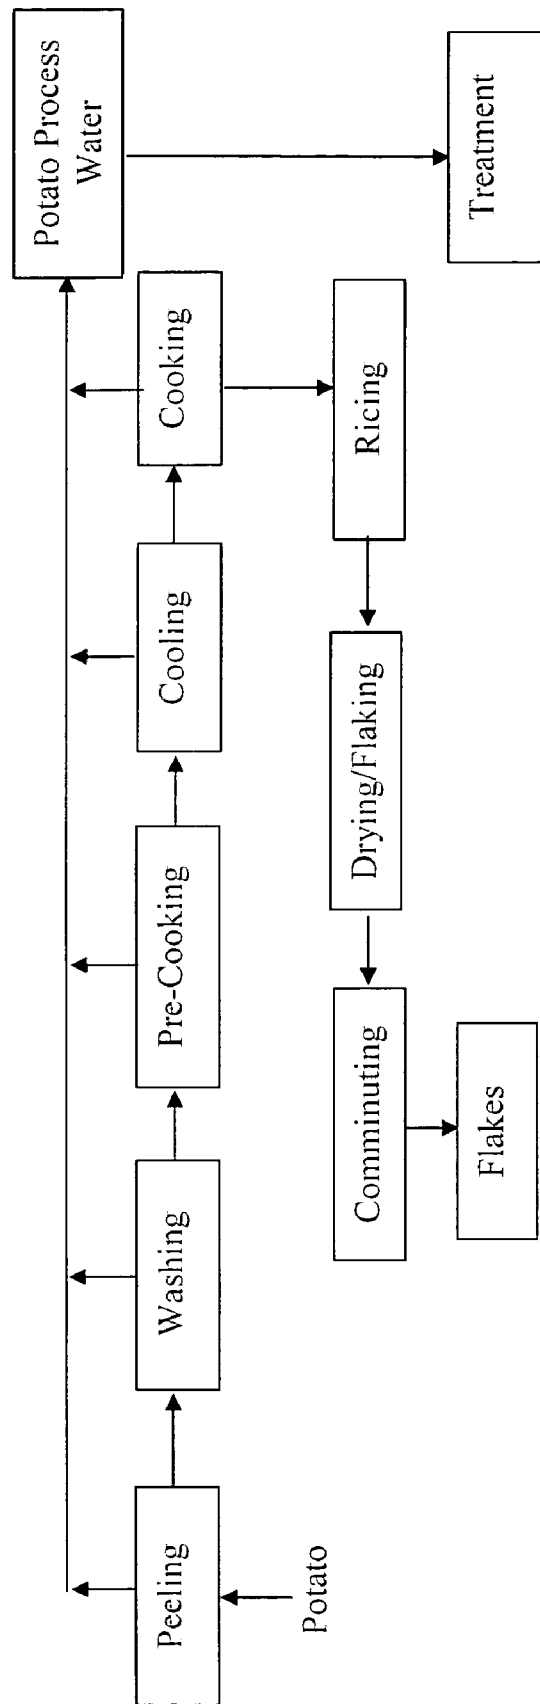 Potato
Peeling
Washing
Pre-Cooking
Cooling
Cooking
Potato Process
Water
Treatment
Ricing
Drying/Flaking
Comminuting
Flakes